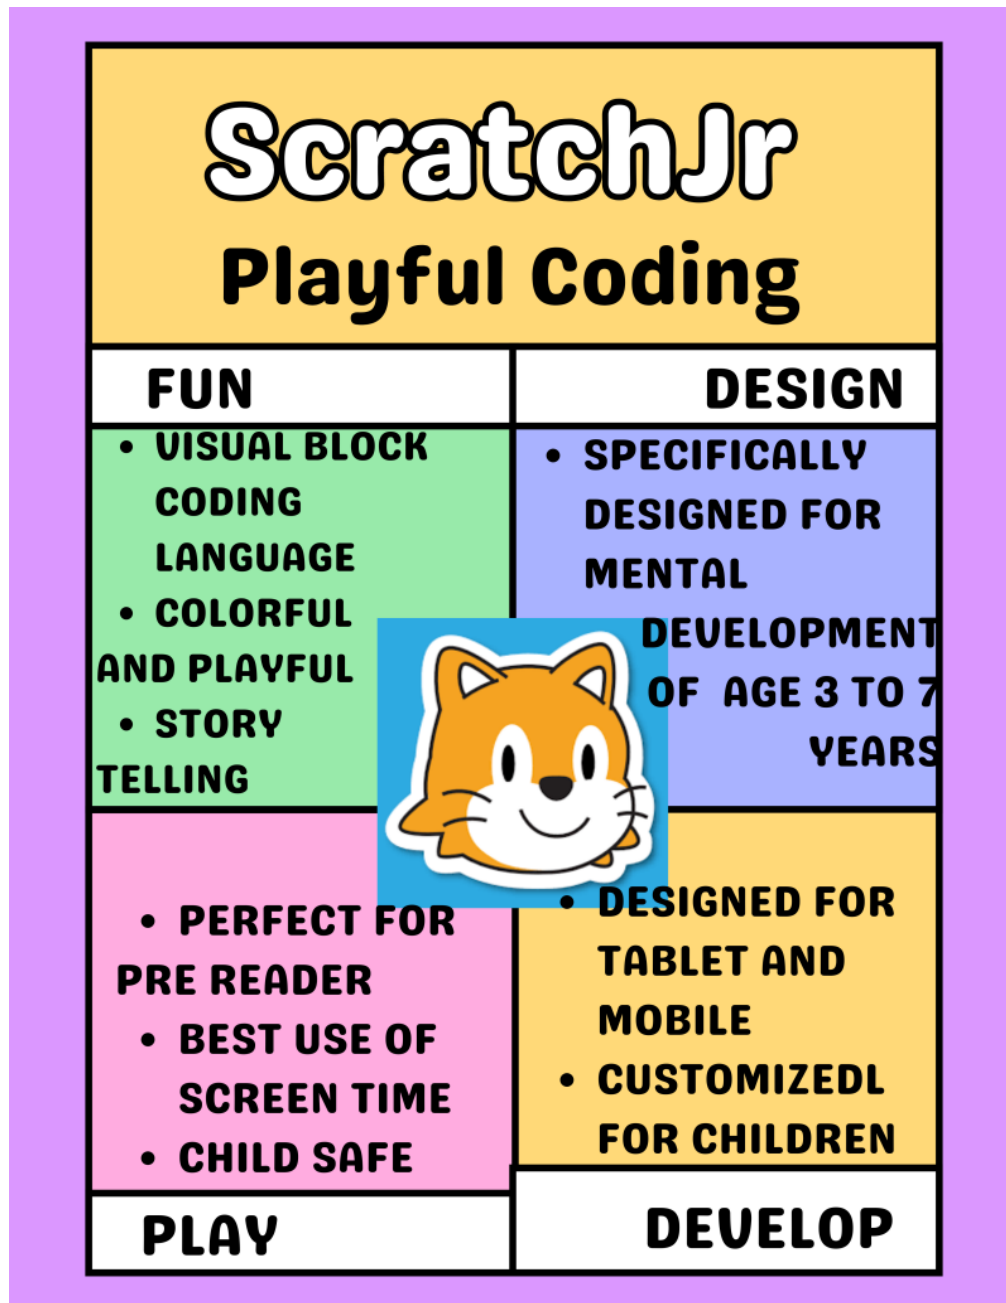 ScratchJr
Playful Coding
FUN
• VISUAL BLOCK
CODING
LANGUAGE
• COLORFUL
AND PLAYFUL
• STORY
TELLING
DESIGN
• SPECIFICALLY
DESIGNED FOR
MENTAL
DEVELOPMENT
OF AGE 3 TO 7
YEARS
• PERFECT FOR
PRE READER
• BEST USE OF
SCREEN TIME
• CHILD SAFE
PLAY
• DESIGNED FOR
TABLET AND
MOBILE
• CUSTOMIZEDL
FOR CHILDREN
DEVELOP